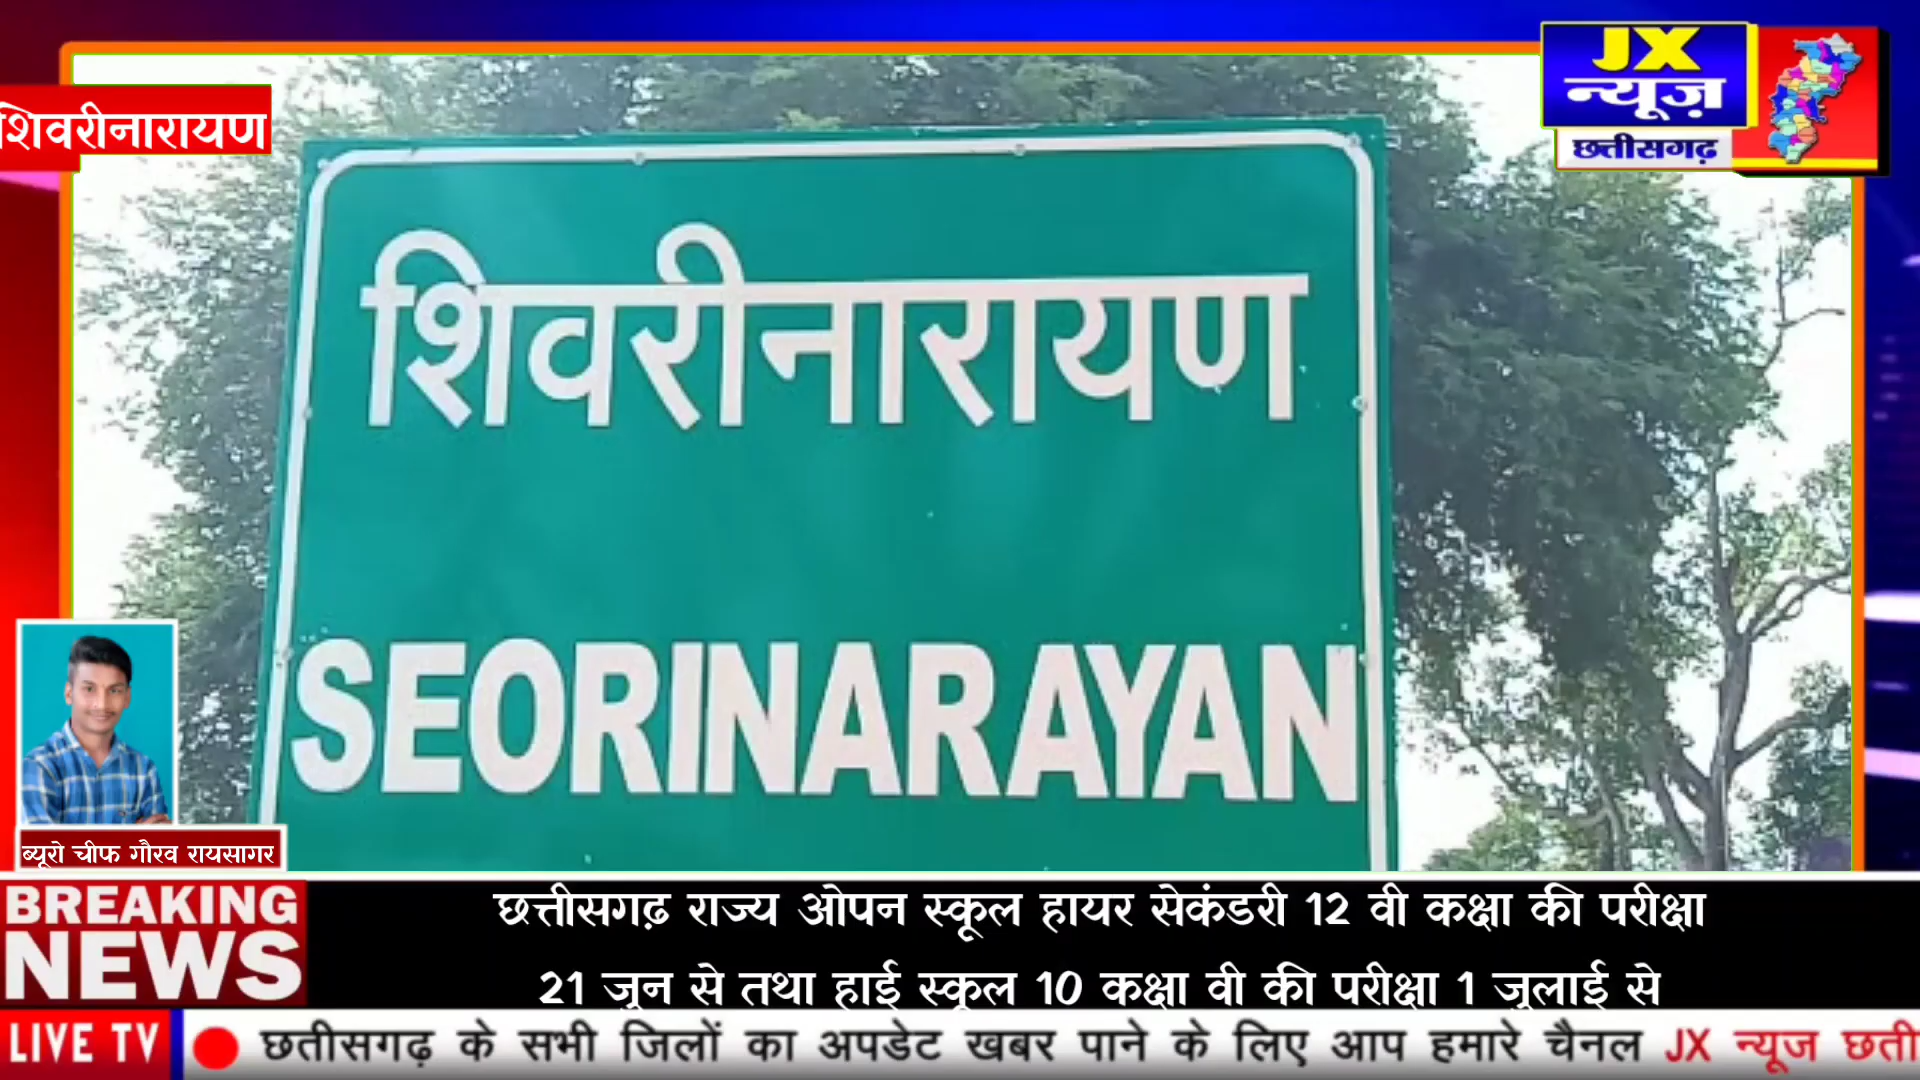 JX
न्यूज़
छत्तीसगढ़
शिवरीनारायण
शिवरीनारायण
SEORINARAYAN
ब्यूरो चीफ गौरव रायसागर
BREAKING
NEWS
छत्तीसगढ़ राज्य ओपन स्कूल हायर सेकंडरी 12 वी कक्षा की परीक्षा
21 जून से तथा हाई स्कूल 10 कक्षा वी की परीक्षा 1 जुलाई से
LIVE TV छतीसगढ़ के सभी जिलों का अपडेट खबर पाने के लिए आप हमारे चैनल JX न्यूज छती